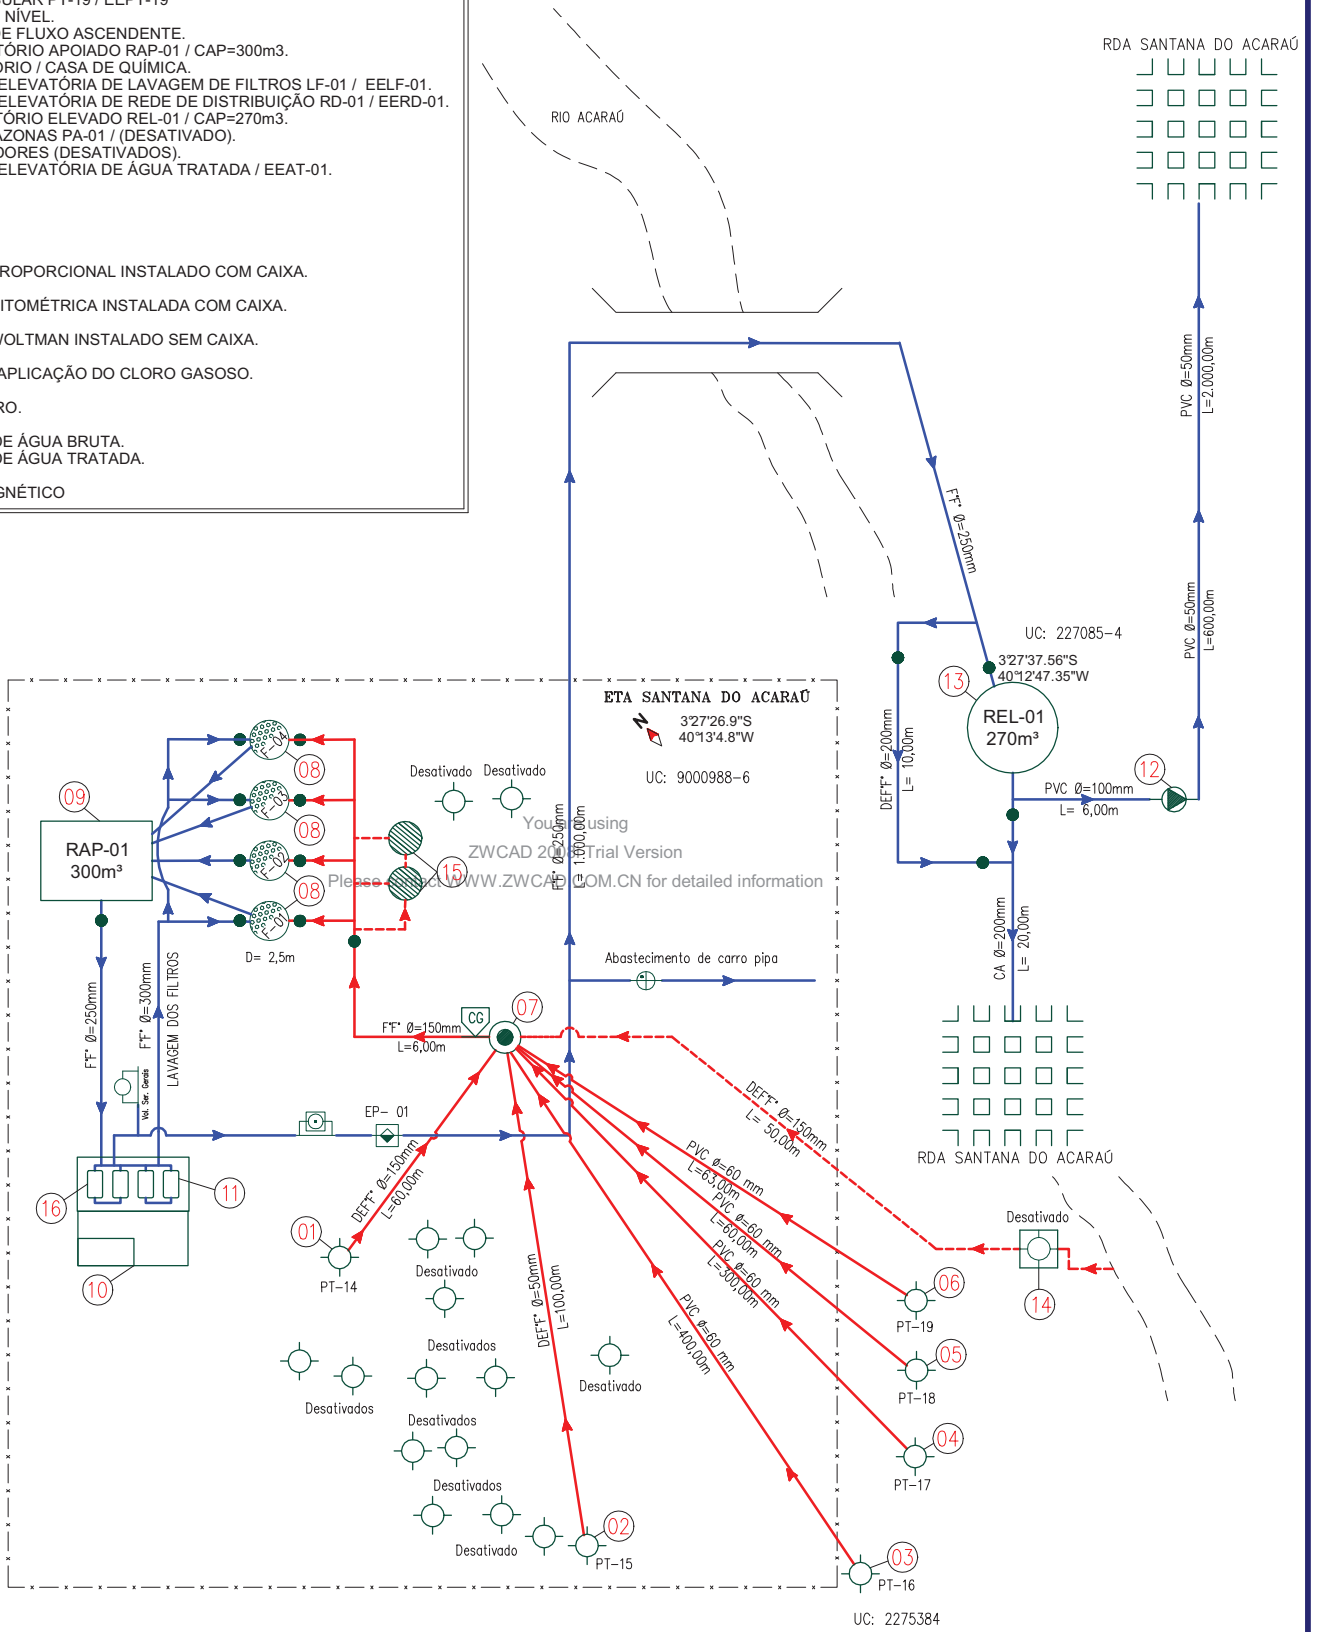 NÍVEL.
DE FLUXO ASCENDENTE.
TÓRIO APOIADO RAP-01 / CAP=300m3.
ÓRIO / CASA DE QUÍMICA.
ELEVATÓRIA DE LAVAGEM DE FILTROS LF-01 / EELF-01.
ELEVATÓRIA DE REDE DE DISTRIBUIÇÃO RD-01 / EERD-01.
TÓRIO ELEVADO REL-01 / CAP=270m3.
AZONAS PA-01 / (DESATIVADO).
DORES (DESATIVADOS).
ELEVATÓRIA DE ÁGUA TRATADA / EEAT-01.
ROPORCIONAL INSTALADO COM CAIXA.
ITOMÉTRICA INSTALADA COM CAIXA.
WOLTMAN INSTALADO SEM CAIXA.
APLICAÇÃO DO CLORO GASOSO.
RO.
DE ÁGUA BRUTA.
DE ÁGUA TRATADA.
GNÉTICO
RIO ACARAÚ
RDA SANTANA DO ACARAÚ
PVC Ø=50mm
L=2.000,00m
F°F° Ø=250mm
PVC Ø=50mm
L=600,00m
UC: 227085-4
3°27'37.56"S
40°12'47.35"W
13
REL-01
270m³
DEF°F° Ø=200mm
L= 10,00m
12
PVC Ø=100mm
L= 6,00m
CA Ø=200mm
L= 20,00m
RDA SANTANA DO ACARAÚ
ETA SANTANA DO ACARAÚ
N
3°27'26.9"S
40°13'4.8"W
UC: 9000988-6
Desativado
Desativado
F°F° Ø=250mm
L= 1.000,00m
You are using
ZWCAD 2008 Trial Version
Please contact WWW.ZWCAD.COM.CN for detailed information
F-04
08
F-03
08
F-02
08
F-01
D= 2,5m
15
09
RAP-01
300m³
F°F° Ø=250mm
F°F° Ø=300mm
LAVAGEM DOS FILTROS
Vol. Ser. Gerais
Abastecimento de carro pipa
07
CG
F°F° Ø=150mm
L=6,00m
EP- 01
16
11
10
DEF°F° Ø=150mm
L=60,00m
01
PT-14
DEF°F° Ø=150mm
L= 50,00m
PVC ø=60 mm
L=63,00m
PVC ø=60 mm
L=60,00m
PVC ø=60 mm
L=300,00m
PVC ø=60 mm
L=400,00m
DEF°F° Ø=50mm
L=100,00m
Desativado
14
06
PT-19
05
PT-18
04
PT-17
03
PT-16
UC: 2275384
02
PT-15
Desativado
Desativados
Desativado
Desativados
Desativados
Desativados
Desativado